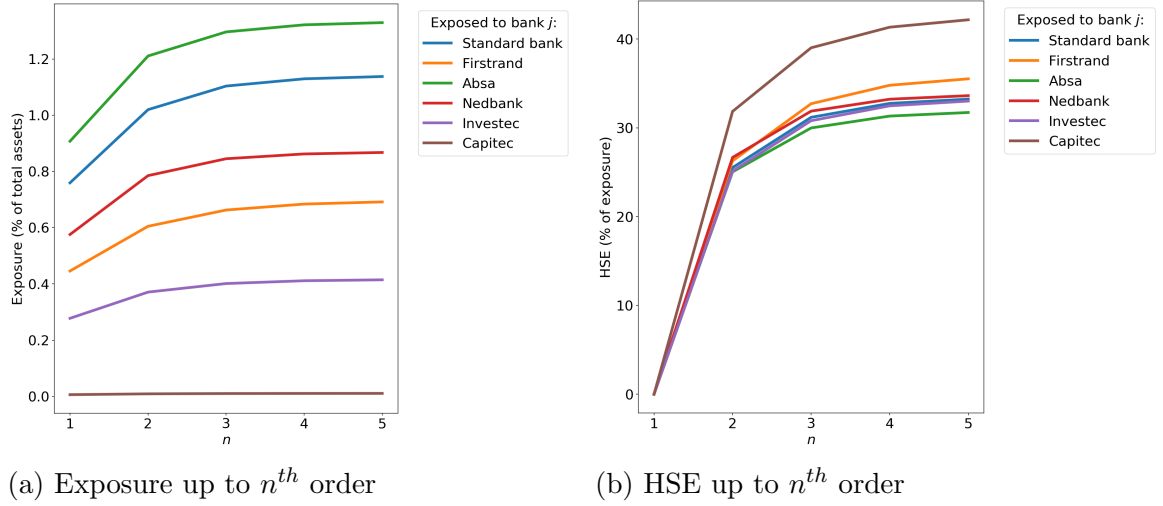 Exposure (% of total assets)
1.2
1.0
0.8
0.6
0.4
0.2
0.0
1 2 3 4 5
n
Exposed to bank j:
Standard bank
Firstrand
Absa
Nedbank
Investec
Capitec
(a) Exposure up to n^{th} order
HSE (% of exposure)
40
30
20
10
0
1 2 3 4 5
n
Exposed to bank j:
Standard bank
Firstrand
Absa
Nedbank
Investec
Capitec
(b) HSE up to n^{th} order